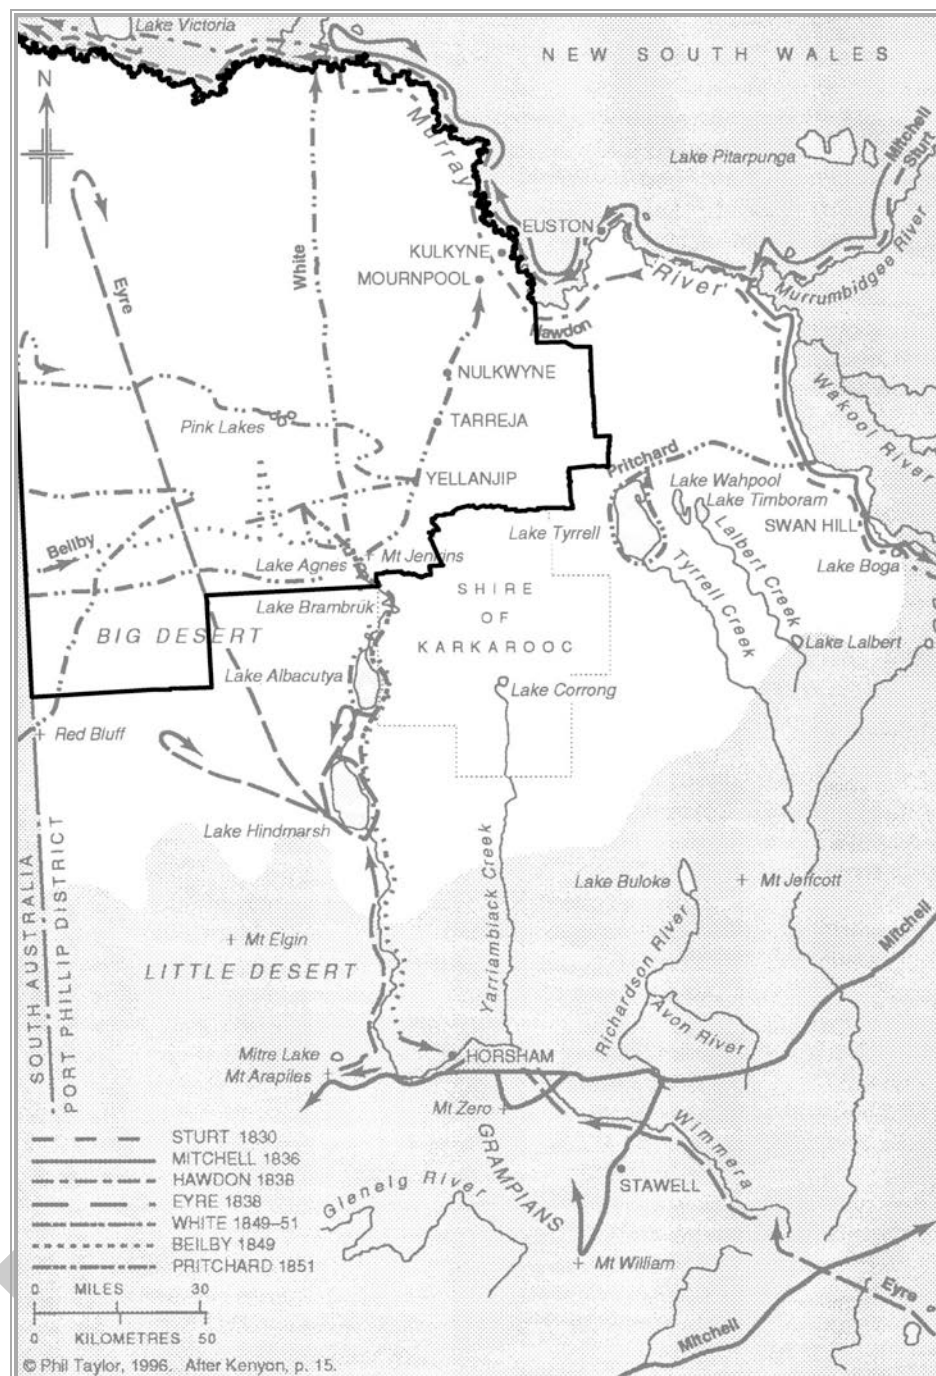 Lake Victoria
NEW SOUTH WALES
N
Mitchell
Sturt
Lake Pitarpunga
Murray
EUSTON
KULKYNE
MOURNPOOL
River
Murrumbidgee River
Eyre
White
Hawdon
NULKWYNE
Wakool River
TARREJA
Pink Lakes
Pritchard
YELLANJIP
Lake Wahpool
Lake Timboram
SWAN HILL
Lake Tyrrell
Lalbert Creek
Beilby
Mt Jenkins
Lake Agnes
Lake Boga
Tyrrell Creek
SHIRE
OF
KARKAROOC
Lake Brambruk
BIG DESERT
Lake Lalbert
Lake Albacutya
Lake Corrong
+ Red Bluff
Lake Hindmarsh
SOUTH AUSTRALIA
PORT PHILLIP DISTRICT
Yarriambiack Creek
Lake Buloke
+ Mt Jeffcott
Mitchell
+ Mt Elgin
LITTLE DESERT
Richardson River
Avon River
Mitre Lake
HORSHAM
Mt Arapiles +
Mt Zero +
Wimmera
GRAMPIANS
Glenelg River
STAWELL
+ Mt William
Eyre
Mitchell
STURT 1830
MITCHELL 1836
HAWDON 1838
EYRE 1838
WHITE 1849–51
BEILBY 1849
PRITCHARD 1851
0 MILES 30
0 KILOMETRES 50
© Phil Taylor, 1996. After Kenyon, p. 15.